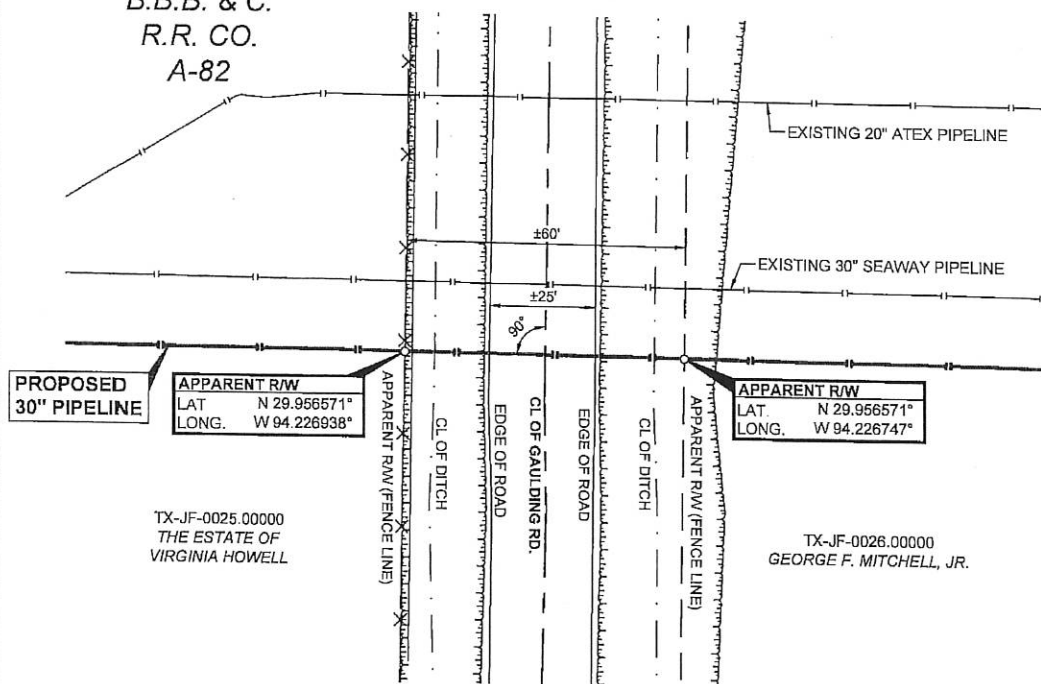 B.B.B. & C.
R.R. CO.
A-82
EXISTING 20" ATEX PIPELINE
±60'
EXISTING 30" SEAWAY PIPELINE
±25'
90°
PROPOSED
30" PIPELINE
APPARENT R/W
LAT N 29.956571°
LONG. W 94.226938°
APPARENT R/W
LAT. N 29.956571°
LONG. W 94.226747°
APPARENT R/W (FENCE LINE)
CL OF DITCH
EDGE OF ROAD
CL OF GAULDING RD.
EDGE OF ROAD
CL OF DITCH
APPARENT R/W (FENCE LINE)
TX-JF-0025.00000
THE ESTATE OF
VIRGINIA HOWELL
TX-JF-0026.00000
GEORGE F. MITCHELL, JR.